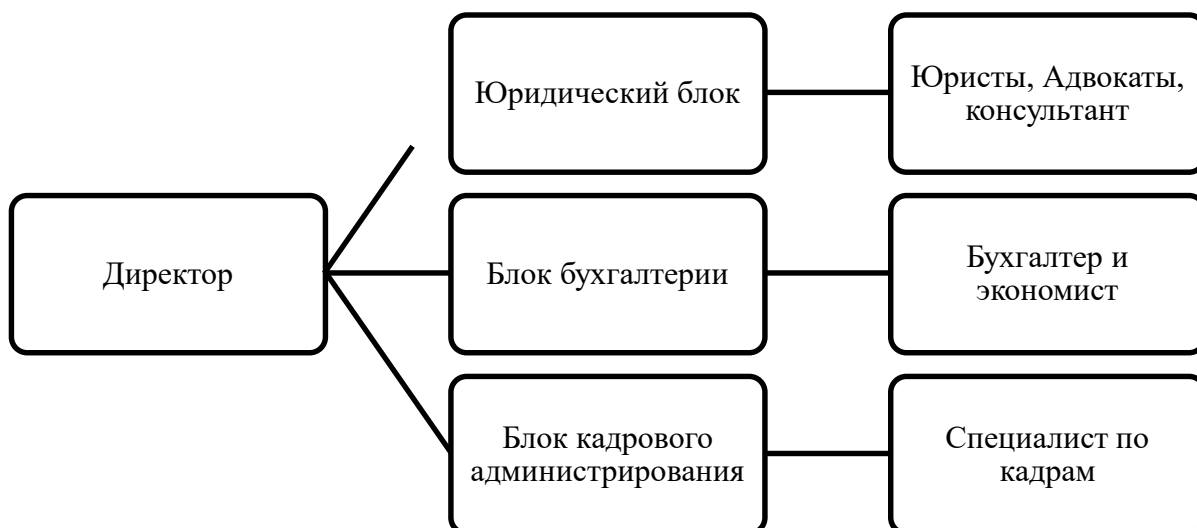 Юридический блок
Юристы, Адвокаты,
консультант
Директор
Блок бухгалтерии
Бухгалтер и
экономист
Блок кадрового
администрирования
Специалист по
кадрам